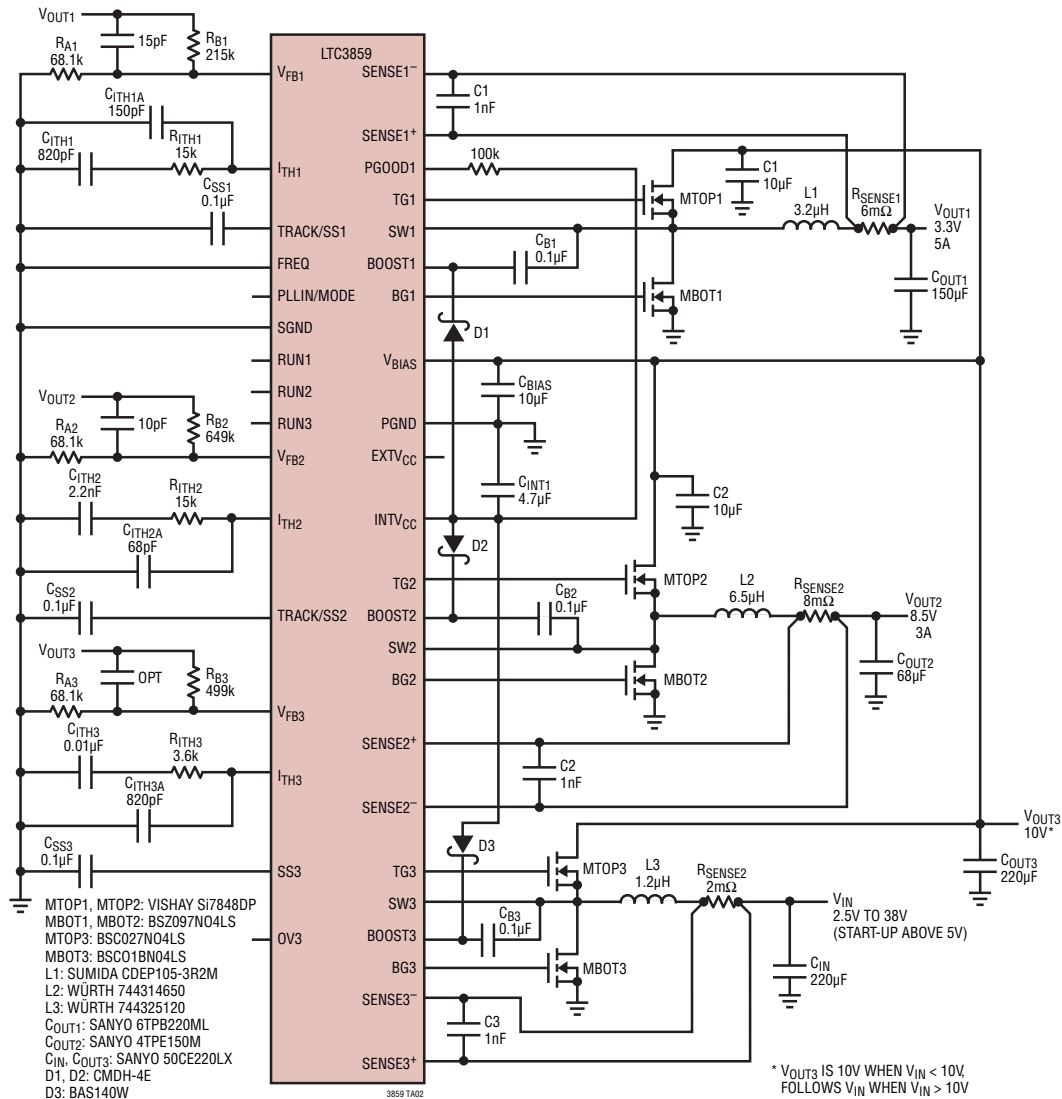 VOUT1
RA1
68.1k
15pF
RB1
215k
VFB1
CITH1A
150pF
CITH1
820pF
RITH1
15k
ITH1
CSS1
0.1µF
TRACK/SS1
FREQ
PLLIN/MODE
SGND
RUN1
RUN2
RUN3
VOUT2
RA2
68.1k
10pF
RB2
649k
VFB2
CITH2
2.2nF
RITH2
15k
ITH2
CITH2A
68pF
CSS2
0.1µF
TRACK/SS2
VOUT3
RA3
68.1k
OPT
RB3
499k
VFB3
CITH3
0.01µF
RITH3
3.6k
ITH3
CITH3A
820pF
CSS3
0.1µF
SS3
OV3
LTC3859
SENSE1–
SENSE1+
PGOOD1
TG1
SW1
BOOST1
BG1
VBIAS
PGND
EXTVCC
INTVCC
TG2
BOOST2
SW2
BG2
SENSE2+
SENSE2–
TG3
SW3
BOOST3
BG3
SENSE3–
SENSE3+
C1
1nF
100k
C1
10µF
MTOP1
L1
3.2µH
RSENSE1
6mΩ
VOUT1
3.3V
5A
CB1
0.1µF
MBOT1
COUT1
150µF
D1
CBIAS
10µF
CINT1
4.7µF
C2
10µF
D2
MTOP2
L2
6.5µH
RSENSE2
8mΩ
VOUT2
8.5V
3A
CB2
0.1µF
MBOT2
COUT2
68µF
C2
1nF
VOUT3
10V*
D3
MTOP3
L3
1.2µH
RSENSE2
2mΩ
COUT3
220µF
VIN
2.5V TO 38V
(START-UP ABOVE 5V)
CB3
0.1µF
MBOT3
CIN
220µF
C3
1nF
MTOP1, MTOP2: VISHAY Si7848DP
MBOT1, MBOT2: BSZ097NO4LS
MTOP3: BSC027NO4LS
MBOT3: BSCO1BN04LS
L1: SUMIDA CDEP105-3R2M
L2: WÜRTH 744314650
L3: WÜRTH 744325120
COUT1: SANYO 6TPB220ML
COUT2: SANYO 4TPE150M
CIN, COUT3: SANYO 50CE220LX
D1, D2: CMDH-4E
D3: BAS140W
3859 TA02
* VOUT3 IS 10V WHEN VIN < 10V,
FOLLOWS VIN WHEN VIN > 10V